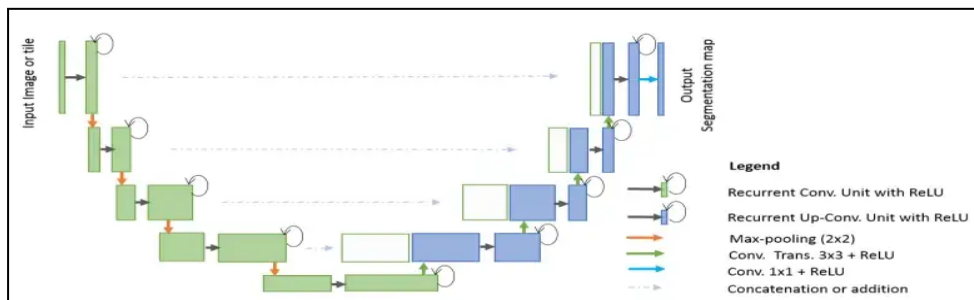 Input Image or tile
Output
Segmentation map
Legend
Recurrent Conv. Unit with ReLU
Recurrent Up-Conv. Unit with ReLU
Max-pooling (2x2)
Conv. Trans. 3x3 + ReLU
Conv. 1x1 + ReLU
Concatenation or addition